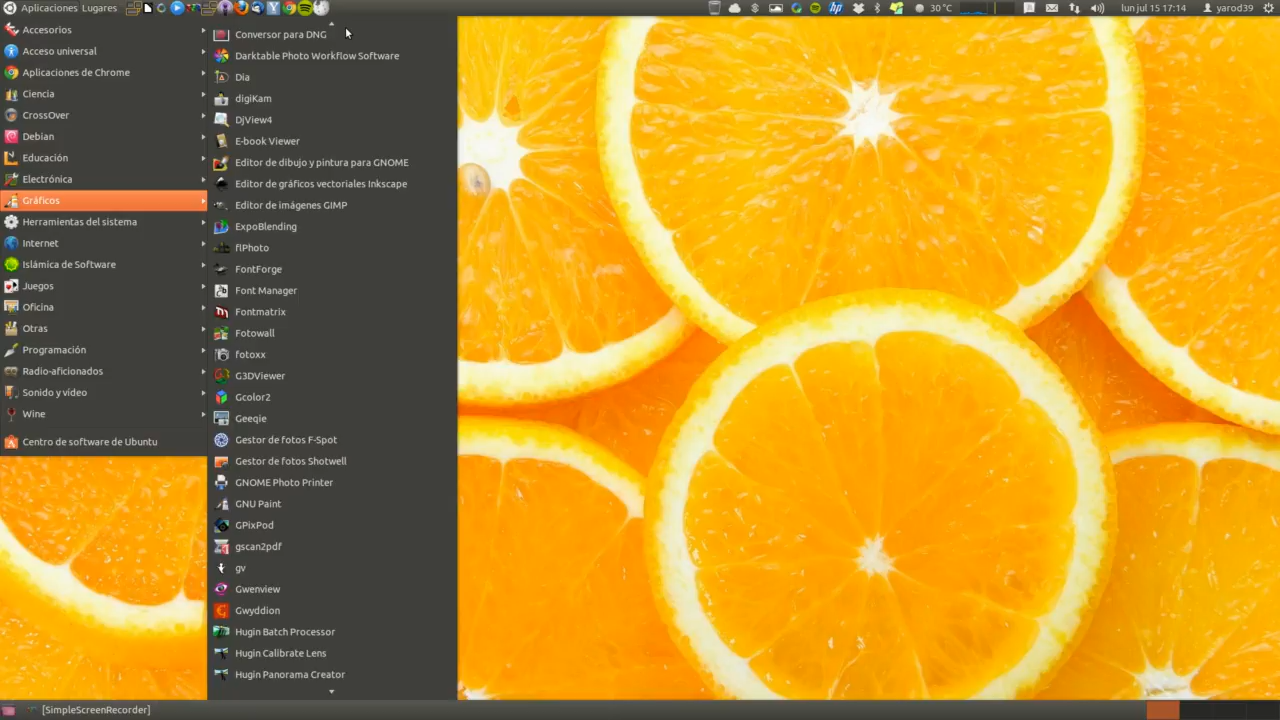 Aplicaciones Lugares
30°C
lun jul 15 17:14
yarod39
Accesorios
Acceso universal
Aplicaciones de Chrome
Ciencia
CrossOver
Debian
Educación
Electrónica
Gráficos
Herramientas del sistema
Internet
Islámica de Software
Juegos
Oficina
Otras
Programación
Radio-aficionados
Sonido y vídeo
Wine
Centro de software de Ubuntu
Conversor para DNG
Darktable Photo Workflow Software
Dia
digiKam
DjView4
E-book Viewer
Editor de dibujo y pintura para GNOME
Editor de gráficos vectoriales Inkscape
Editor de imágenes GIMP
ExpoBlending
flPhoto
FontForge
Font Manager
Fontmatrix
Fotowall
fotoxx
G3DViewer
Gcolor2
Geeqie
Gestor de fotos F-Spot
Gestor de fotos Shotwell
GNOME Photo Printer
GNU Paint
GPixPod
gscan2pdf
gv
Gwenview
Gwyddion
Hugin Batch Processor
Hugin Calibrate Lens
Hugin Panorama Creator
[SimpleScreenRecorder]